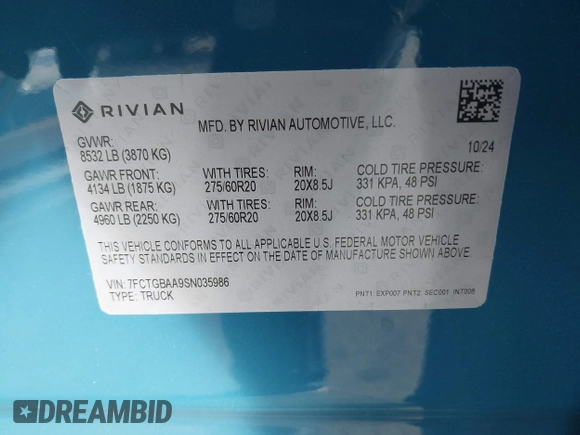 RIVIAN
MFD. BY RIVIAN AUTOMOTIVE, LLC.
GVWR:
8532 LB (3870 KG)
10/24
GAWR FRONT: WITH TIRES: RIM: COLD TIRE PRESSURE:
4134 LB (1875 KG) 275/60R20 20X8.5J 331 KPA, 48 PSI
GAWR REAR: WITH TIRES: RIM: COLD TIRE PRESSURE:
4960 LB (2250 KG) 275/60R20 20X8.5J 331 KPA, 48 PSI
THIS VEHICLE CONFORMS TO ALL APPLICABLE U.S. FEDERAL MOTOR VEHICLE
SAFETY STANDARDS IN EFFECT ON THE DATE OF MANUFACTURE SHOWN ABOVE.
VIN: 7FCTGBAA9SN035986
TYPE: TRUCK
PNT1: EXP007 PNT2: SEC001 INT008
DREAMBID